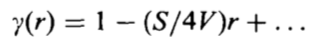 γ(r) = 1 − (S/4V)r + ...